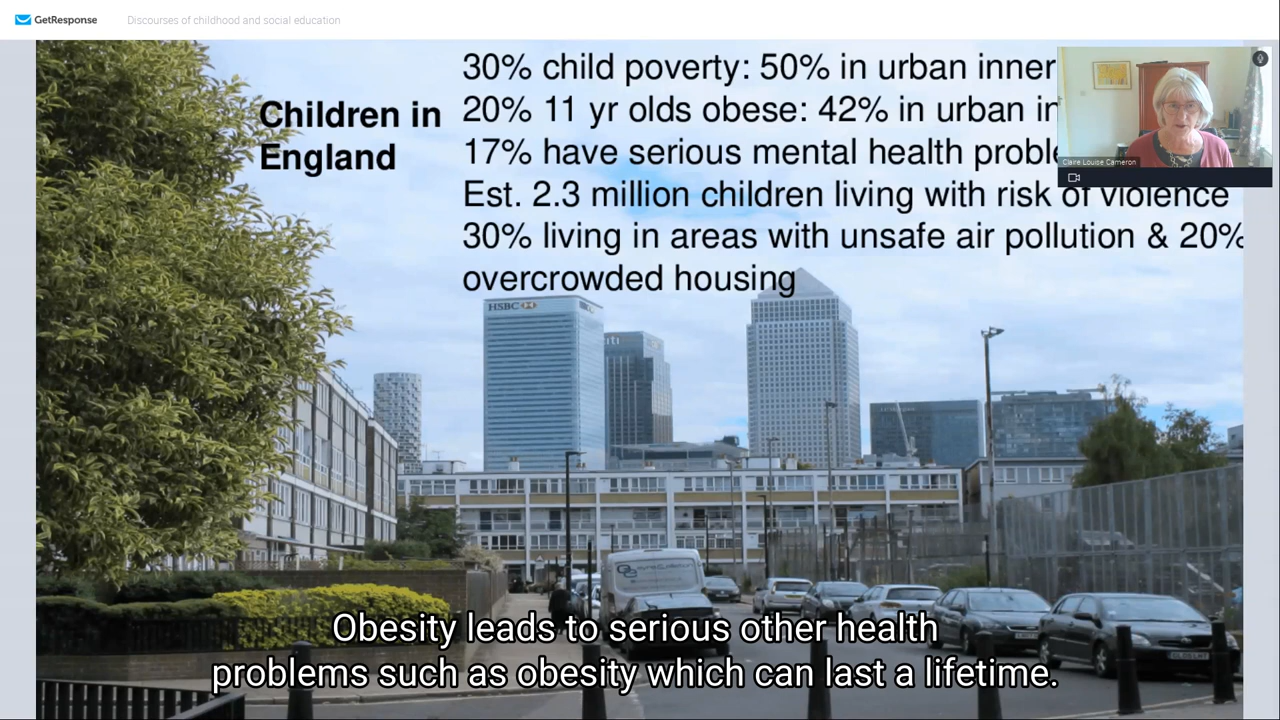 GetResponse
Discourses of childhood and social education
Children in
England
30% child poverty: 50% in urban inner
20% 11 yr olds obese: 42% in urban in
17% have serious mental health proble
Est. 2.3 million children living with risk of violence
30% living in areas with unsafe air pollution & 20%
overcrowded housing
Claire Louise Cameron
HSBC
citi
Obesity leads to serious other health
problems such as obesity which can last a lifetime.